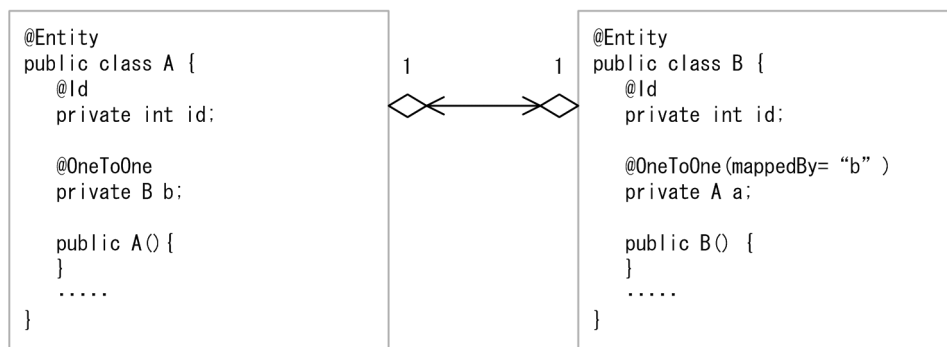 @Entity
public class A {
@Id
private int id;
@OneToOne
private B b;
public A(){
}
.....
}
1
1
@Entity
public class B {
@Id
private int id;
@OneToOne(mappedBy= “b” )
private A a;
public B() {
}
.....
}